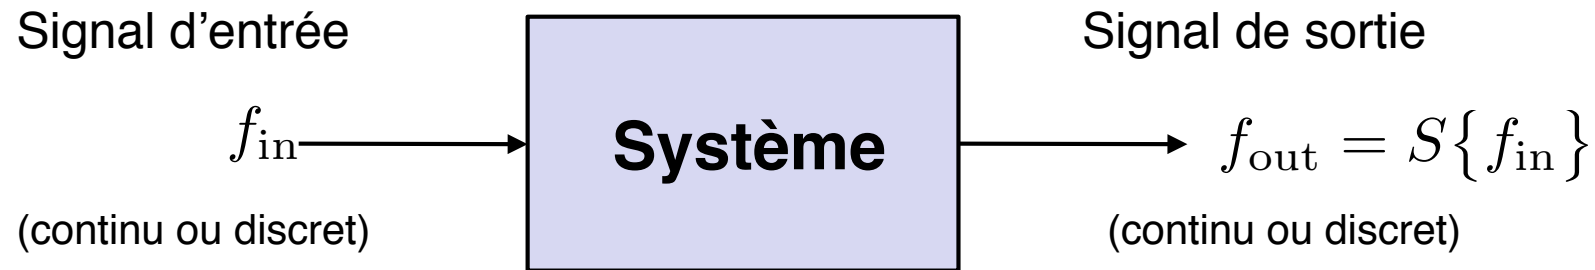 Signal d'entrée
f_in
(continu ou discret)
Système
Signal de sortie
f_out = S{f_in}
(continu ou discret)